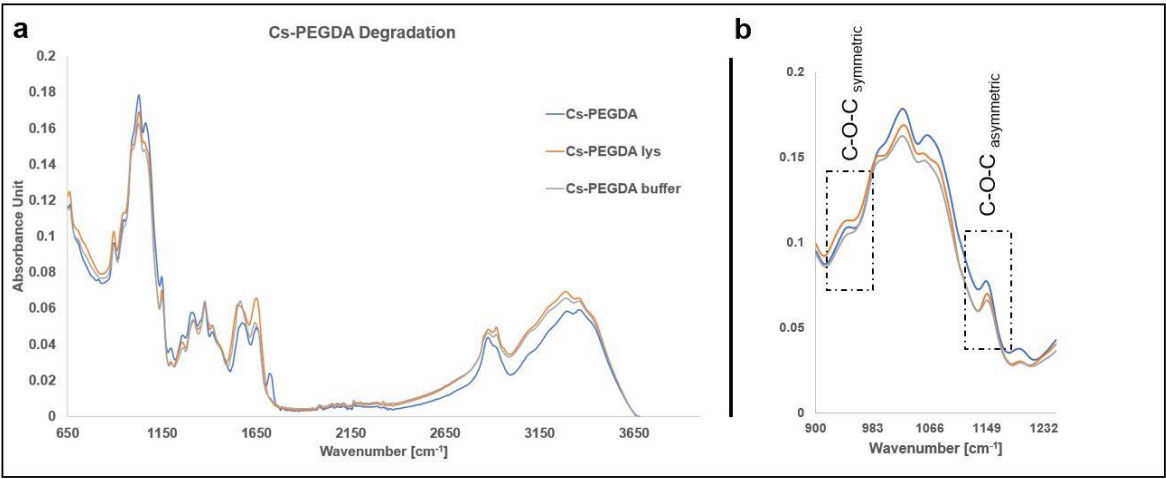 a
Cs-PEGDA Degradation
0.2
0.18
0.16
0.14
0.12
0.1
0.08
0.06
0.04
0.02
0
Absorbance Unit
650 1150 1650 2150 2650 3150 3650
Wavenumber [cm-1]
Cs-PEGDA
Cs-PEGDA lys
Cs-PEGDA buffer
b
C-O-C symmetric
C-O-C asymmetric
0.2
0.15
0.1
0.05
0
900 983 1066 1149 1232
Wavenumber [cm-1]